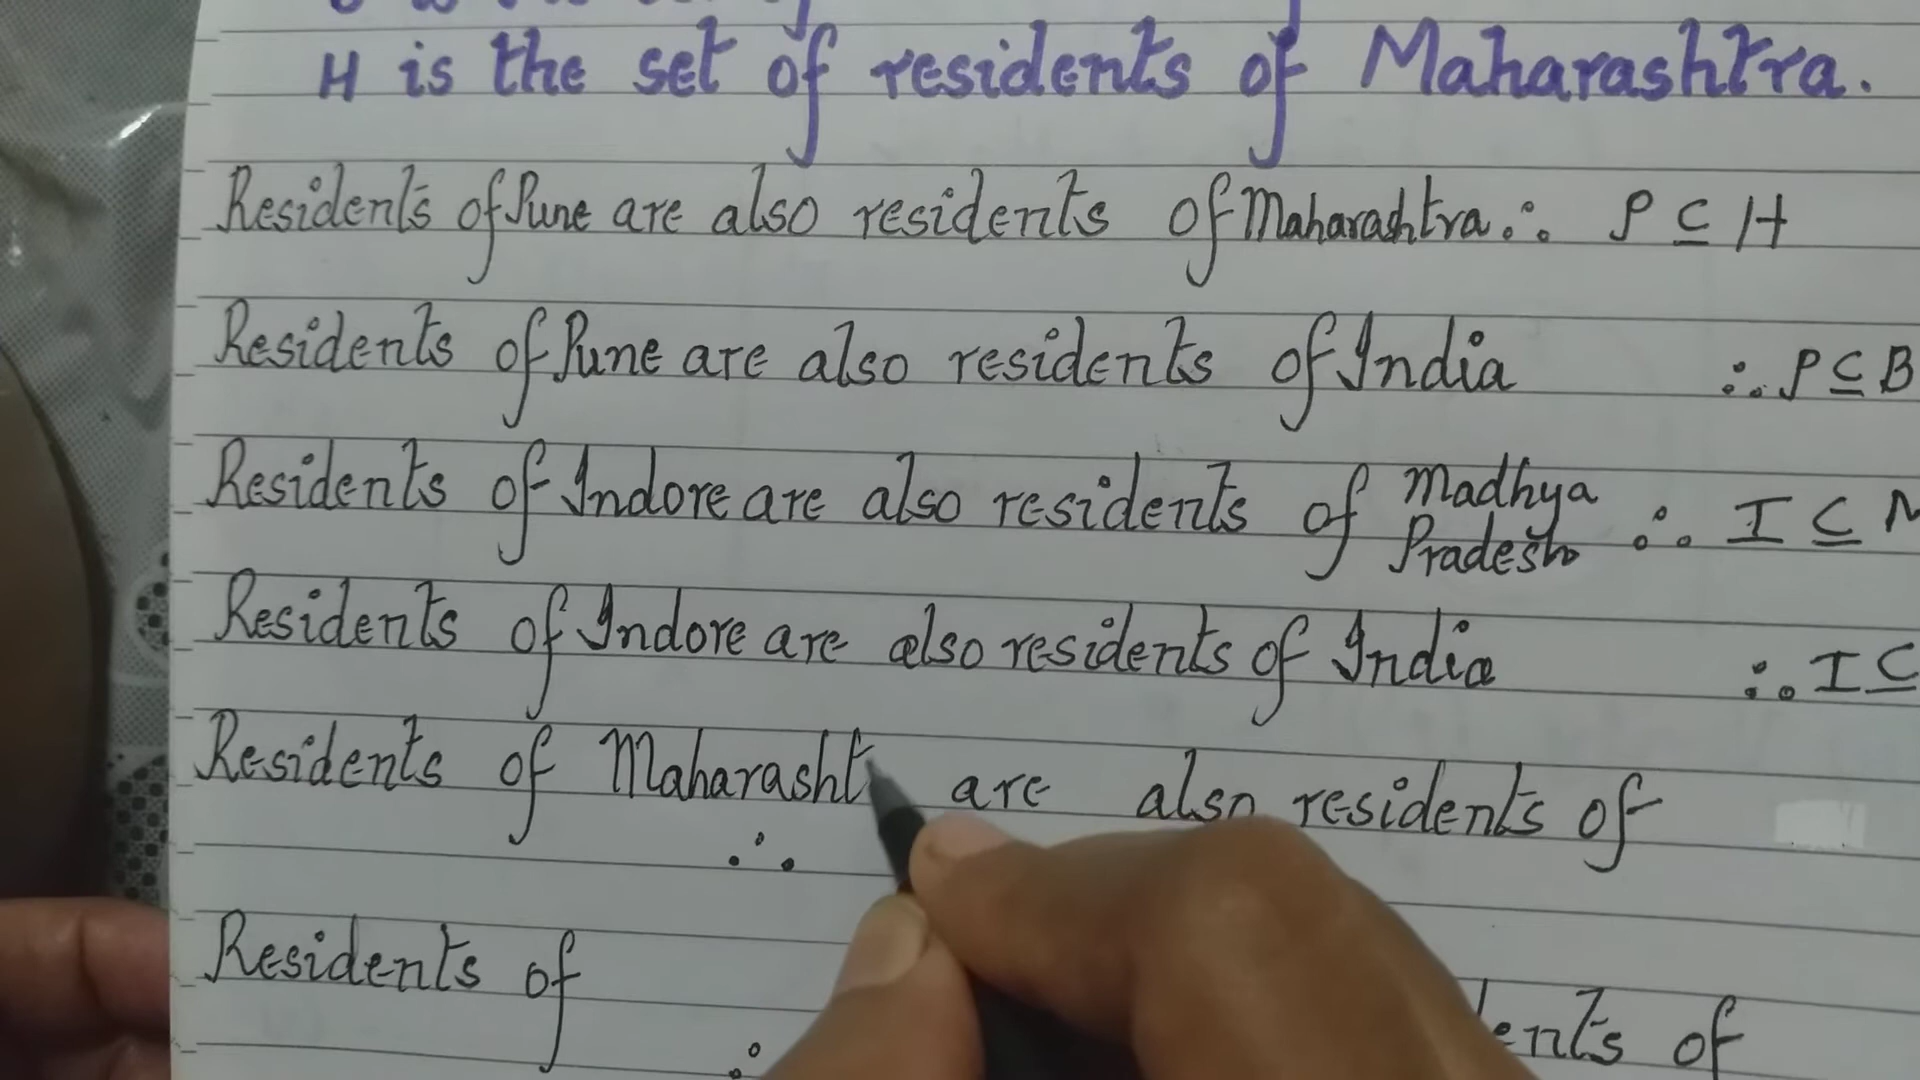 H is the set of residents of Maharashtra.
Residents of Pune are also residents of Maharashtra ∴ P ⊆ H
Residents of Pune are also residents of India ∴ P ⊆ B
Residents of Indore are also residents of Madhya Pradesh ∴ I ⊆ M
Residents of Indore are also residents of India ∴ I ⊆
Residents of Maharasht are also residents of
∴
Residents of ents of
∴